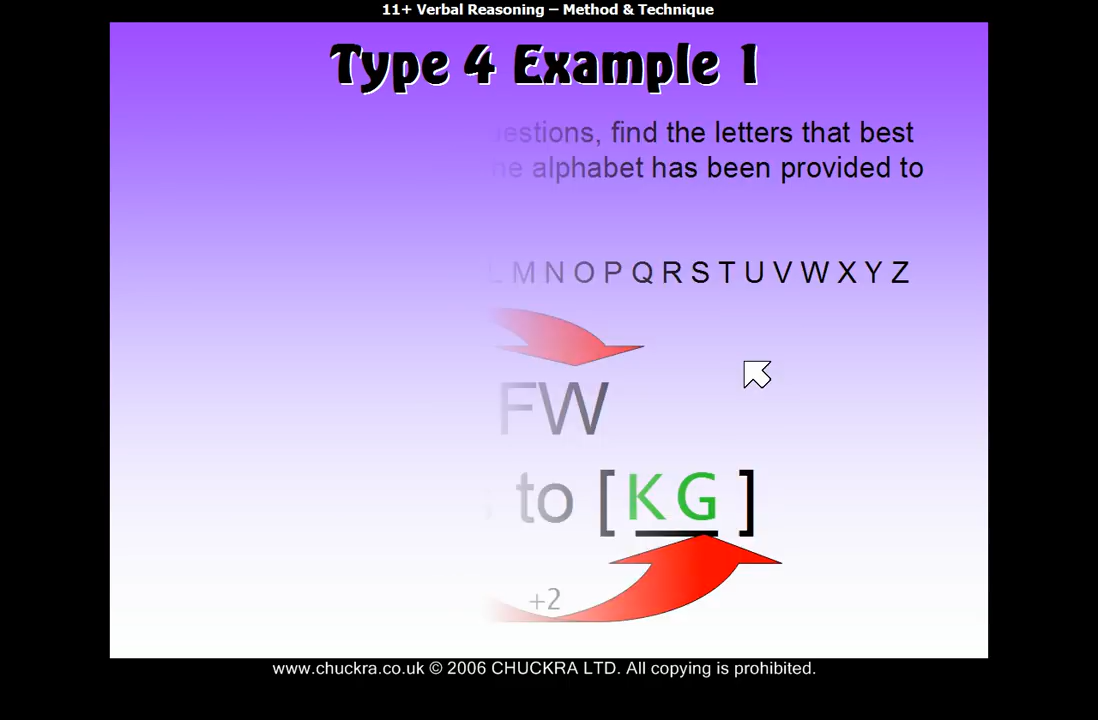 11+ Verbal Reasoning – Method & Technique
Type 4 Example 1
estions, find the letters that best
ne alphabet has been provided to
L M N O P Q R S T U V W X Y Z
FW
to [ K G ]
+2
www.chuckra.co.uk © 2006 CHUCKRA LTD. All copying is prohibited.